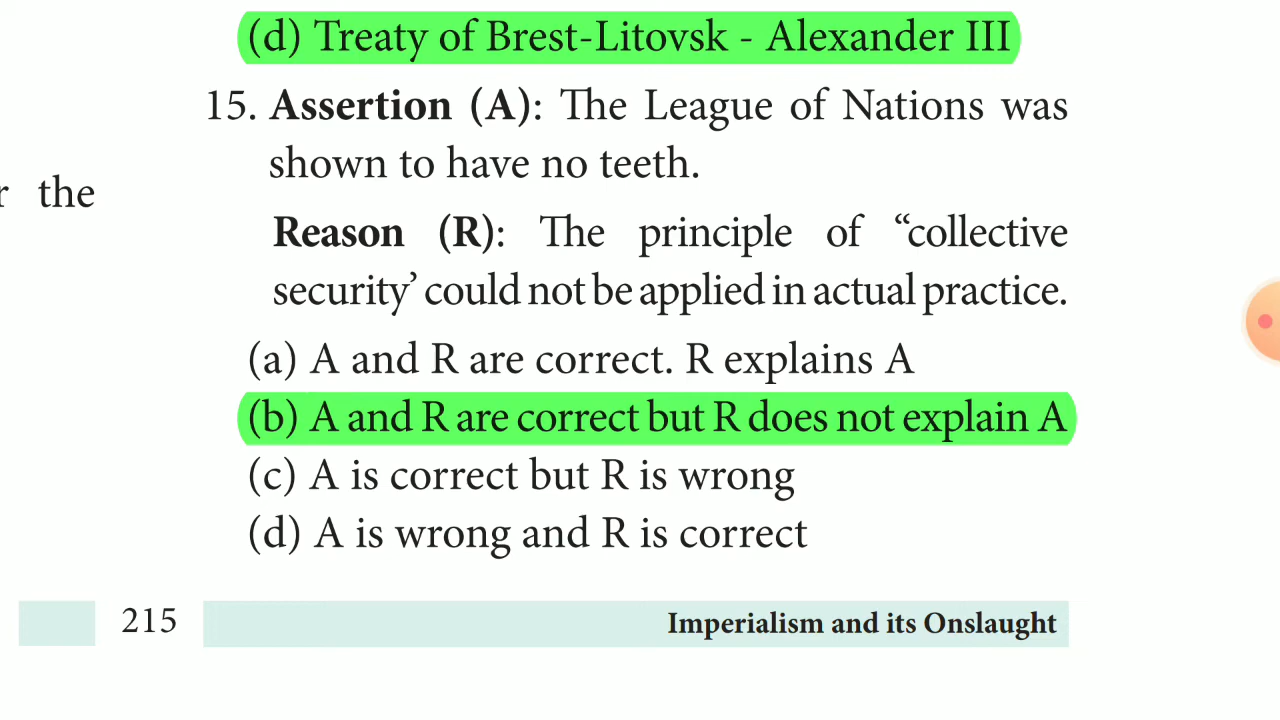 (d) Treaty of Brest-Litovsk - Alexander III
15. Assertion (A): The League of Nations was
shown to have no teeth.
r the
Reason (R): The principle of “collective
security’ could not be applied in actual practice.
(a) A and R are correct. R explains A
(b) A and R are correct but R does not explain A
(c) A is correct but R is wrong
(d) A is wrong and R is correct
215 Imperialism and its Onslaught